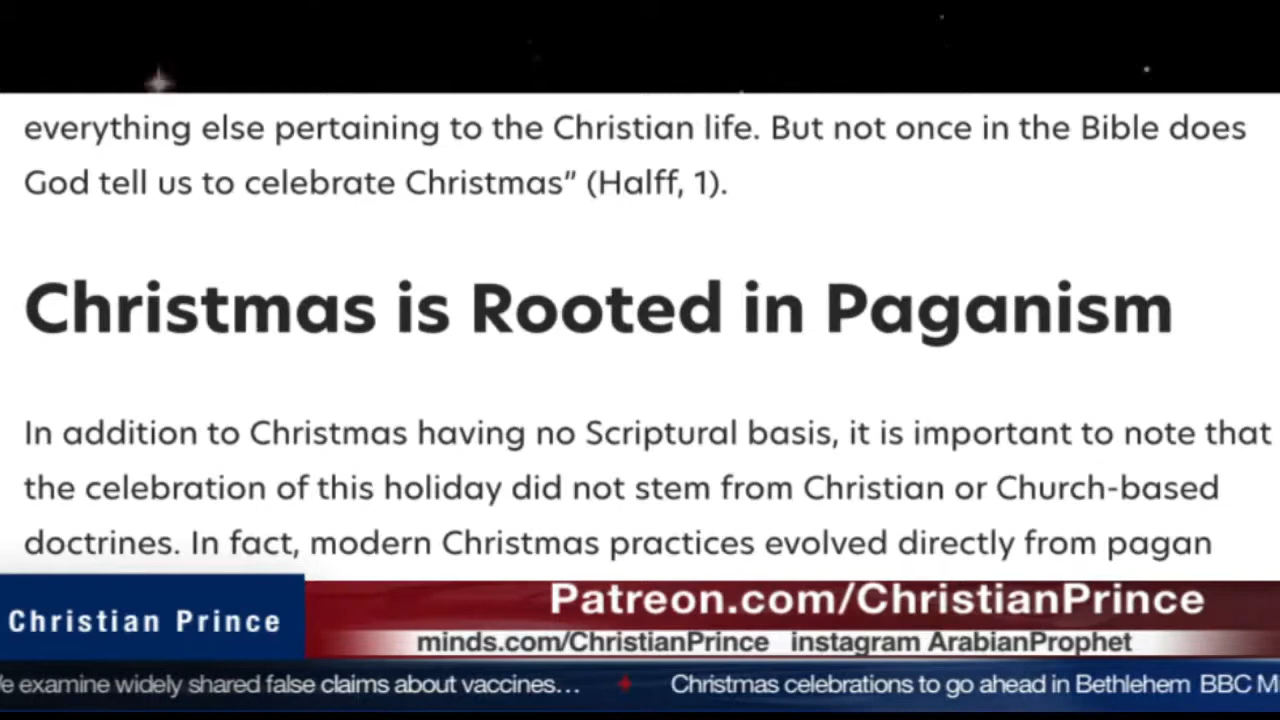 everything else pertaining to the Christian life. But not once in the Bible does
God tell us to celebrate Christmas” (Halff, 1).
Christmas is Rooted in Paganism
In addition to Christmas having no Scriptural basis, it is important to note that
the celebration of this holiday did not stem from Christian or Church-based
doctrines. In fact, modern Christmas practices evolved directly from pagan
Christian Prince
Patreon.com/ChristianPrince
minds.com/ChristianPrince instagram ArabianProphet
examine widely shared false claims about vaccines... Christmas celebrations to go ahead in Bethlehem BBC